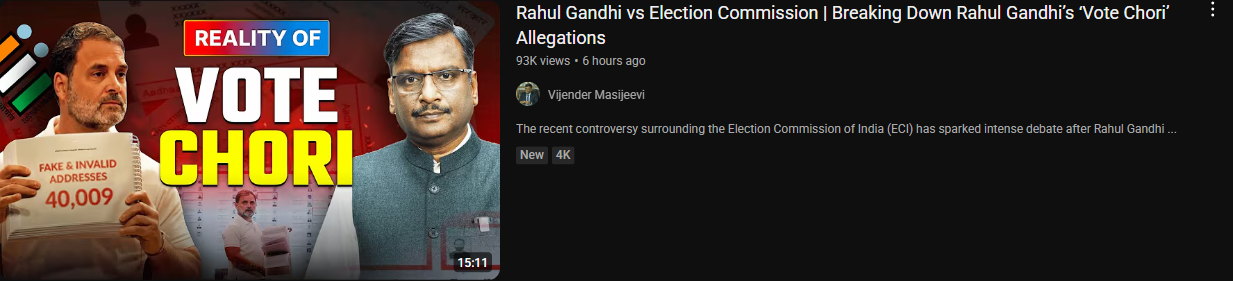 REALITY OF
VOTE
CHORI
FAKE & INVALID
ADDRESSES
40,009
15:11
Rahul Gandhi vs Election Commission | Breaking Down Rahul Gandhi's ‘Vote Chori’
Allegations
93K views • 6 hours ago
Vijender Masijeevi
The recent controversy surrounding the Election Commission of India (ECI) has sparked intense debate after Rahul Gandhi ...
New 4K